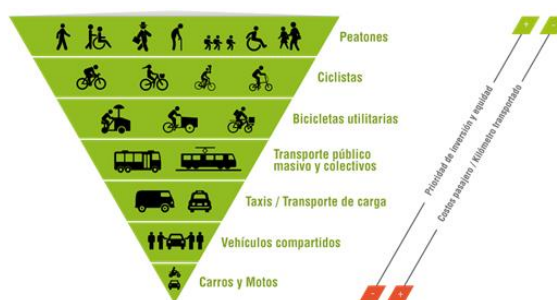 Peatones
Ciclistas
Bicicletas utilitarias
Transporte público
masivo y colectivos
Taxis / Transporte de carga
Vehículos compartidos
Carros y Motos
+
-
Prioridad de inversión y equidad
Costos pasajero / Kilómetro transportado
-
+